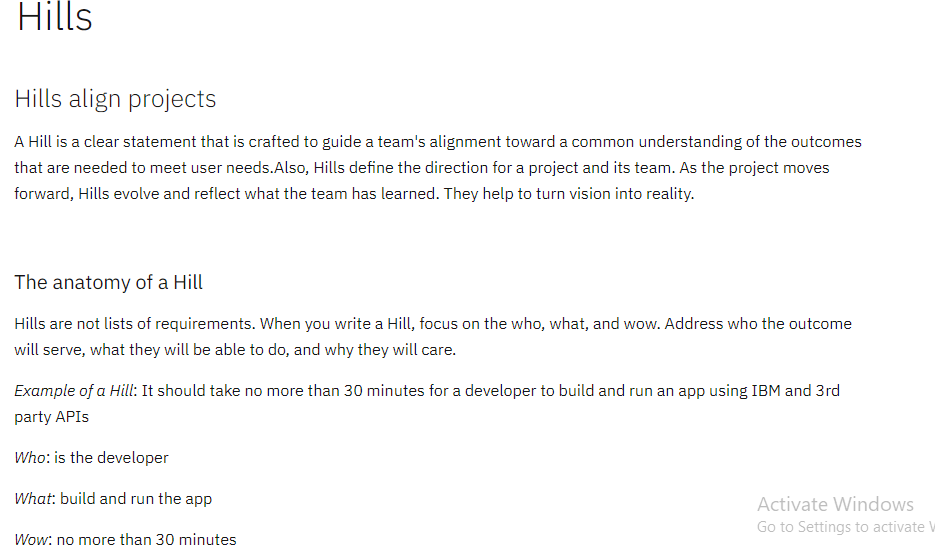 Hills
Hills align projects
A Hill is a clear statement that is crafted to guide a team's alignment toward a common understanding of the outcomes
that are needed to meet user needs.Also, Hills define the direction for a project and its team. As the project moves
forward, Hills evolve and reflect what the team has learned. They help to turn vision into reality.
The anatomy of a Hill
Hills are not lists of requirements. When you write a Hill, focus on the who, what, and wow. Address who the outcome
will serve, what they will be able to do, and why they will care.
Example of a Hill: It should take no more than 30 minutes for a developer to build and run an app using IBM and 3rd
party APIs
Who: is the developer
What: build and run the app
Wow: no more than 30 minutes
Activate Windows
Go to Settings to activate W